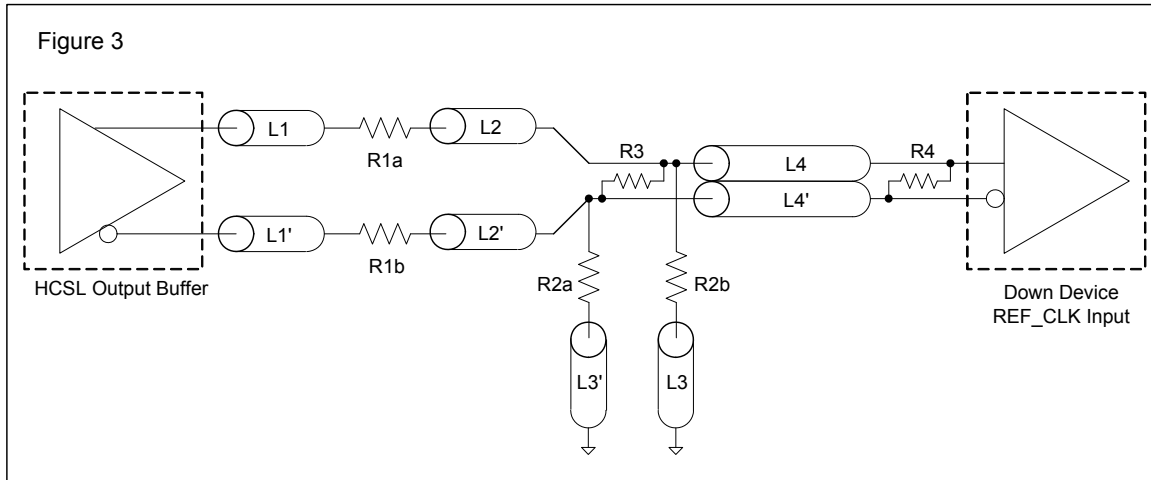 Figure 3
L1
R1a
L2
R3
L4
R4
L1'
R1b
L2'
L4'
HCSL Output Buffer
R2a
R2b
Down Device
REF_CLK Input
L3'
L3